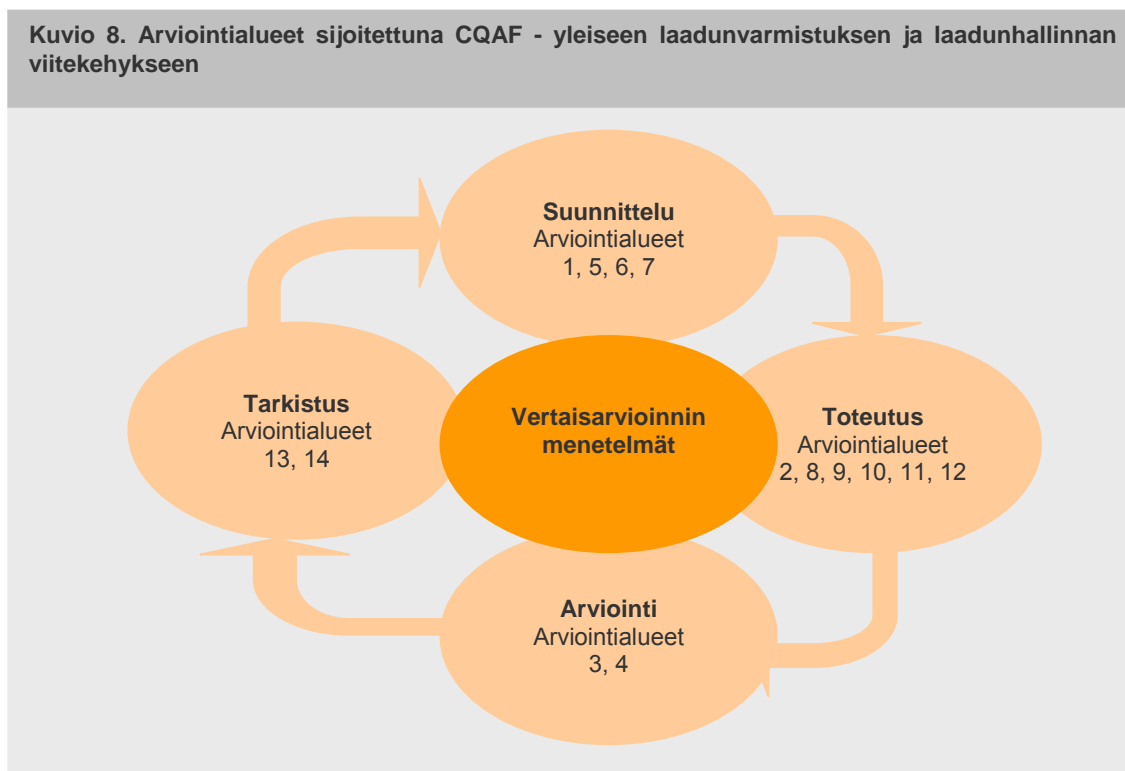 Kuvio 8. Arviointialueet sijoitettuna CQAF - yleiseen laadunvarmistuksen ja laadunhallinnan
viitekehykseen
Suunnittelu
Arviointialueet
1, 5, 6, 7
Tarkistus
Arviointialueet
13, 14
Vertaisarvioinnin
menetelmät
Toteutus
Arviointialueet
2, 8, 9, 10, 11, 12
Arviointi
Arviointialueet
3, 4